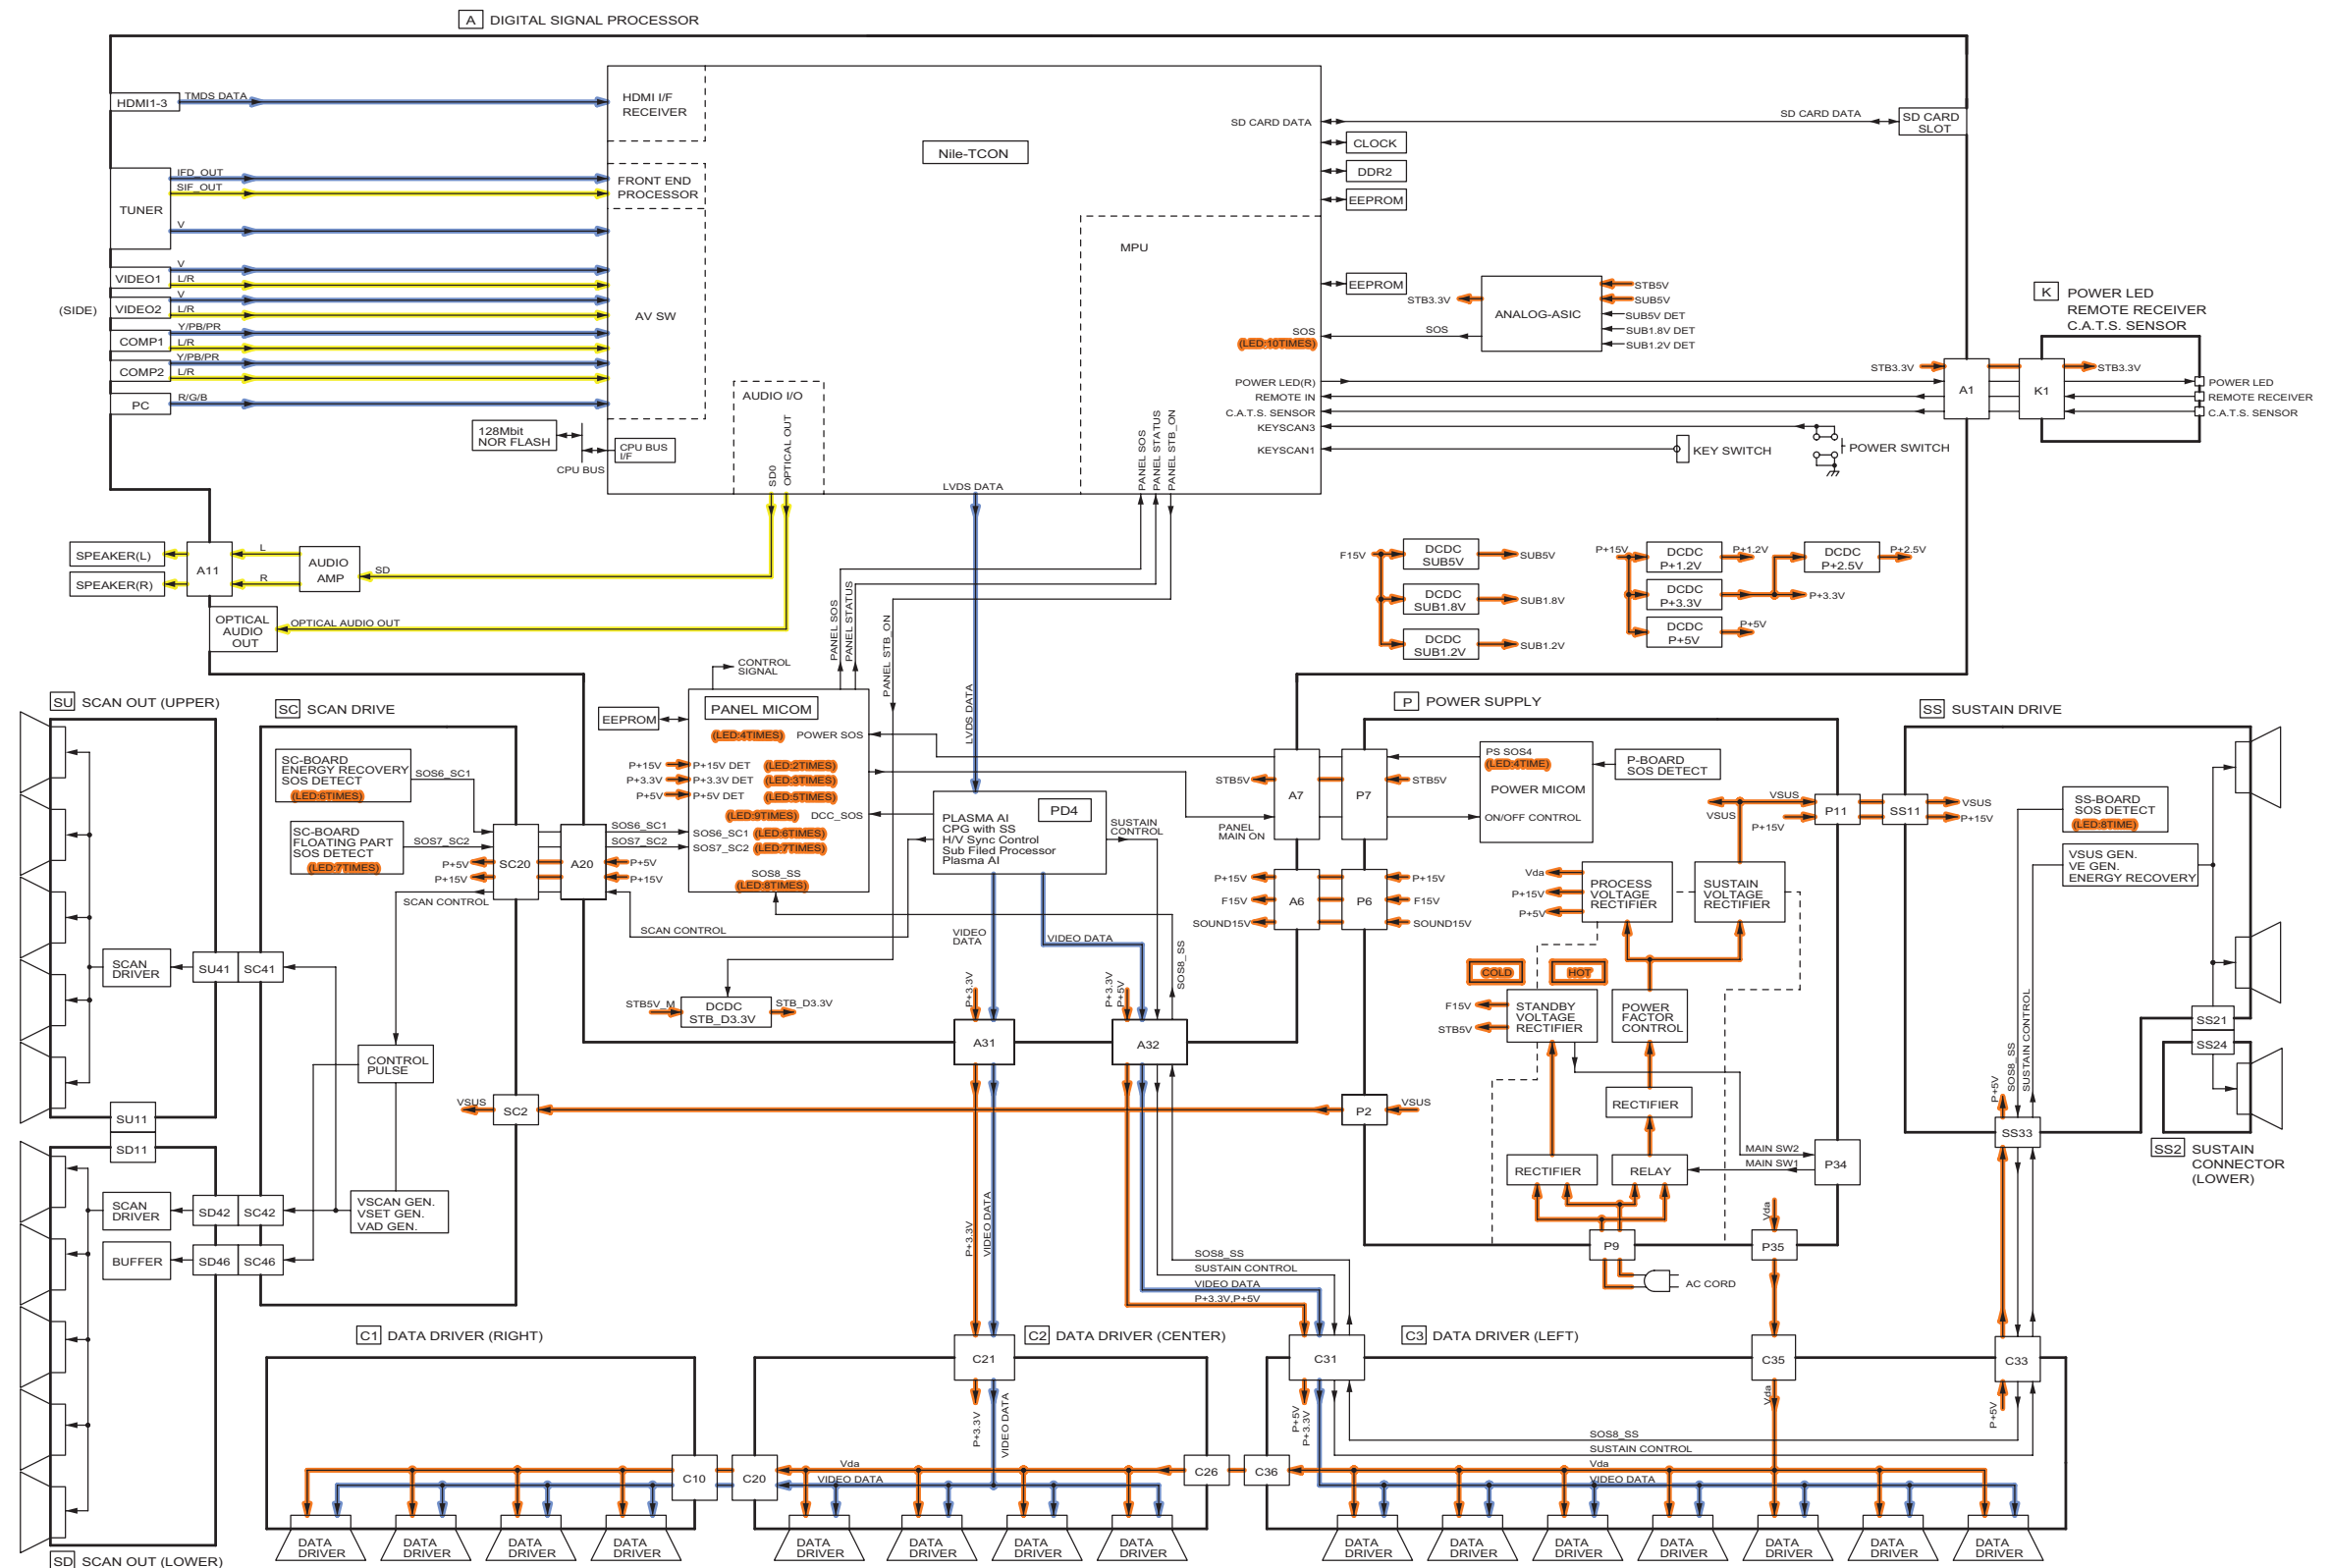 A DIGITAL SIGNAL PROCESSOR
HDMI1-3
TMDS DATA
HDMI I/F
RECEIVER
Nile-TCON
SD CARD DATA
SD CARD DATA
SD CARD
SLOT
CLOCK
DDR2
EEPROM
TUNER
IFD_OUT
SIF_OUT
V
FRONT END
PROCESSOR
MPU
(SIDE)
VIDEO1
V
L/R
VIDEO2
V
L/R
COMP1
Y/PB/PR
L/R
COMP2
Y/PB/PR
L/R
PC
R/G/B
AV SW
EEPROM
STB3.3V
ANALOG-ASIC
STB5V
SUB5V
SUB5V DET
SUB1.8V DET
SUB1.2V DET
SOS
SOS
(LED:10TIMES)
K POWER LED
REMOTE RECEIVER
C.A.T.S. SENSOR
STB3.3V
A1
K1
STB3.3V
POWER LED
REMOTE RECEIVER
C.A.T.S. SENSOR
POWER LED(R)
REMOTE IN
C.A.T.S. SENSOR
KEYSCAN3
KEYSCAN1
KEY SWITCH
POWER SWITCH
128Mbit
NOR FLASH
CPU BUS
CPU BUS
I/F
AUDIO I/O
SD0
OPTICAL OUT
LVDS DATA
PANEL SOS
PANEL STATUS
PANEL STB_ON
SPEAKER(L)
SPEAKER(R)
A11
L
R
AUDIO
AMP
SD
OPTICAL
AUDIO
OUT
OPTICAL AUDIO OUT
PANEL SOS
PANEL STATUS
PANEL STB_ON
LVDS DATA
F15V
DCDC
SUB5V
SUB5V
DCDC
SUB1.8V
SUB1.8V
DCDC
SUB1.2V
SUB1.2V
P+15V
DCDC
P+1.2V
P+1.2V
DCDC
P+3.3V
P+3.3V
DCDC
P+5V
P+5V
DCDC
P+2.5V
P+2.5V
SU SCAN OUT (UPPER)
SC SCAN DRIVE
SC-BOARD
ENERGY RECOVERY
SOS DETECT
(LED:6TIMES)
SOS6_SC1
SC-BOARD
FLOATING PART
SOS DETECT
(LED:7TIMES)
SOS7_SC2
P+5V
P+15V
SCAN CONTROL
SC20
A20
SOS6_SC1
SOS7_SC2
P+5V
P+15V
SCAN CONTROL
CONTROL
SIGNAL
EEPROM
PANEL MICOM
(LED:4TIMES)
POWER SOS
P+15V
P+15V DET
(LED:2TIMES)
P+3.3V
P+3.3V DET
(LED:3TIMES)
P+5V
P+5V DET
(LED:5TIMES)
(LED:9TIMES)
DCC_SOS
SOS6_SC1
(LED:6TIMES)
SOS7_SC2
(LED:7TIMES)
SOS8_SS
(LED:8TIMES)
PD4
PLASMA AI
CPG with SS
H/V Sync Control
Sub Filed Processor
Plasma AI
SUSTAIN
CONTROL
VIDEO
DATA
VIDEO DATA
SOS8_SS
STB5V_M
DCDC
STB_D3.3V
STB_D3.3V
P+3.3V
A31
P+3.3V
P+5V
A32
PANEL
MAIN ON
P POWER SUPPLY
STB5V
A7
P7
STB5V
PS SOS4
(LED:4TIME)
POWER MICOM
ON/OFF CONTROL
P-BOARD
SOS DETECT
P+15V
F15V
SOUND15V
A6
P6
P+15V
F15V
SOUND15V
Vda
P+15V
P+5V
PROCESS
VOLTAGE
RECTIFIER
SUSTAIN
VOLTAGE
RECTIFIER
VSUS
VSUS
P+15V
P11
SS11
VSUS
P+15V
COLD
HOT
F15V
STB5V
STANDBY
VOLTAGE
RECTIFIER
POWER
FACTOR
CONTROL
RECTIFIER
RECTIFIER
RELAY
MAIN SW2
MAIN SW1
P34
P2
VSUS
Vda
P9
P35
AC CORD
SS SUSTAIN DRIVE
SS-BOARD
SOS DETECT
(LED:8TIME)
VSUS GEN.
VE GEN.
ENERGY RECOVERY
SOS8_SS
SUSTAIN CONTROL
P+5V
SS21
SS24
SS33
SS2 SUSTAIN
CONNECTOR
(LOWER)
SCAN
DRIVER
SU41
SC41
CONTROL
PULSE
SU11
SD11
VSUS
SC2
SCAN
DRIVER
SD42
SC42
VSCAN GEN.
VSET GEN.
VAD GEN.
BUFFER
SD46
SC46
SD SCAN OUT (LOWER)
P+3.3V
VIDEO DATA
SOS8_SS
SUSTAIN CONTROL
VIDEO DATA
P+3.3V,P+5V
C1 DATA DRIVER (RIGHT)
C2 DATA DRIVER (CENTER)
C3 DATA DRIVER (LEFT)
C21
C31
C35
C33
P+3.3V
VIDEO DATA
P+5V
P+3.3V
Vda
P+5V
SOS8_SS
SUSTAIN CONTROL
C10
C20
Vda
VIDEO DATA
C26
C36
Vda
VIDEO DATA
DATA
DRIVER
DATA
DRIVER
DATA
DRIVER
DATA
DRIVER
DATA
DRIVER
DATA
DRIVER
DATA
DRIVER
DATA
DRIVER
DATA
DRIVER
DATA
DRIVER
DATA
DRIVER
DATA
DRIVER
DATA
DRIVER
DATA
DRIVER
DATA
DRIVER